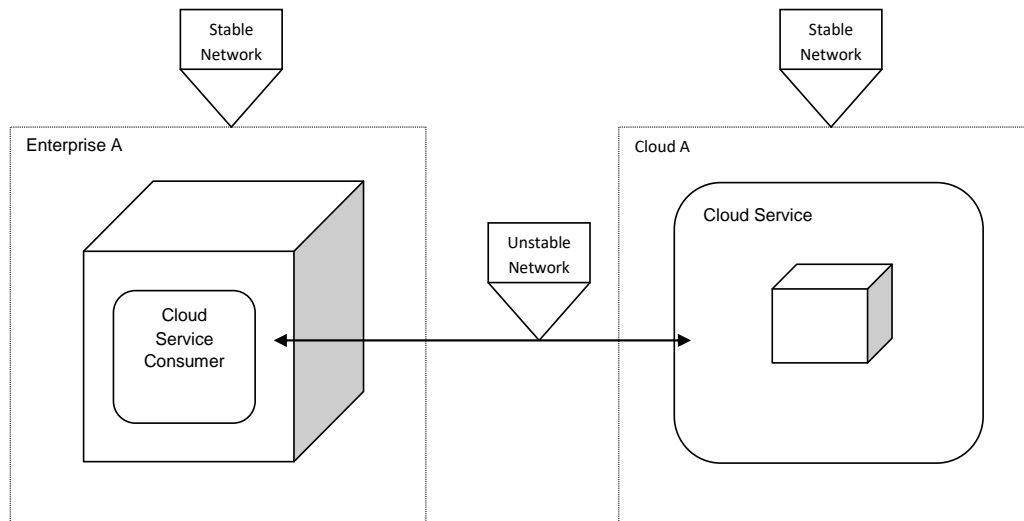 Stable
Network
Stable
Network
Enterprise A
Cloud A
Cloud Service
Unstable
Network
Cloud
Service
Consumer